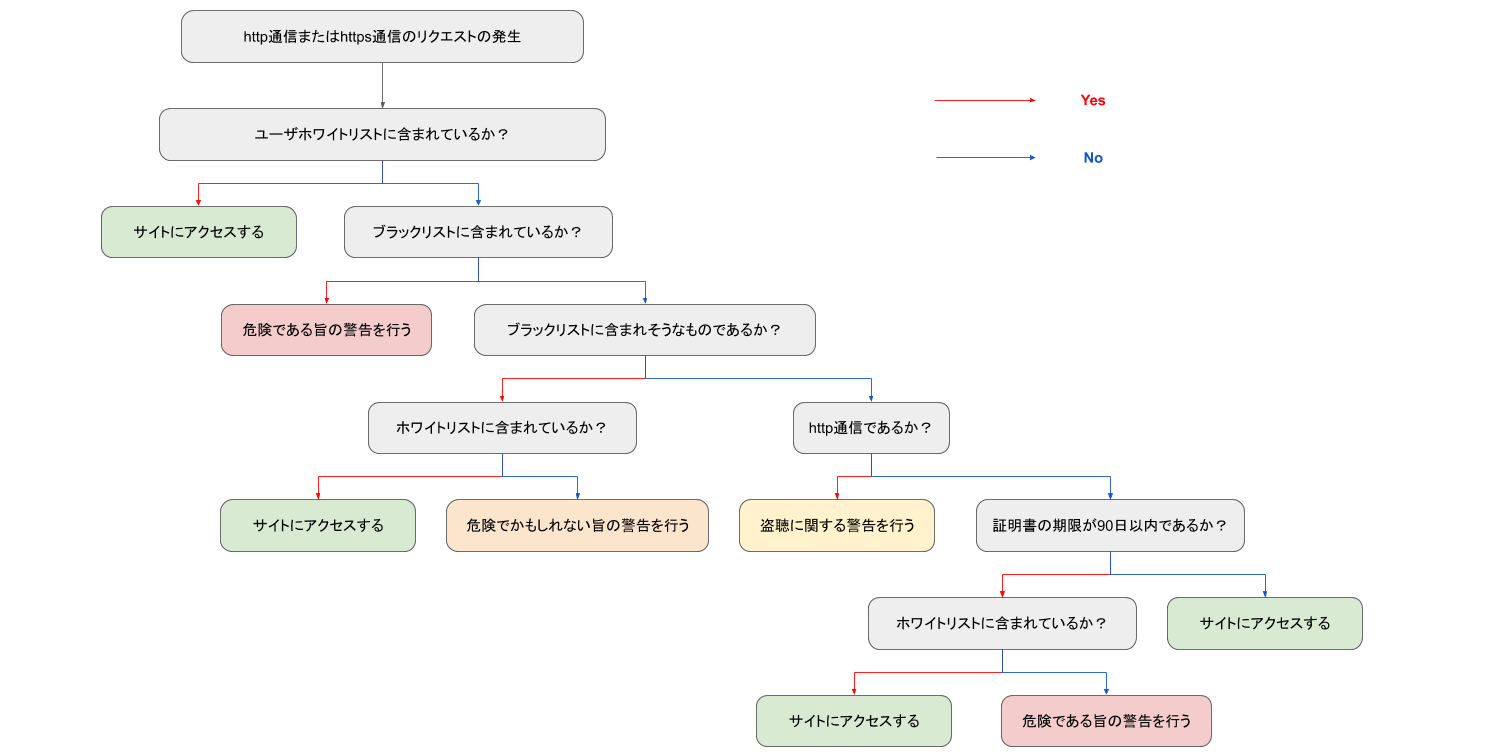 http通信またはhttps通信のリクエストの発生
Yes
ユーザホワイトリストに含まれているか？
No
サイトにアクセスする
ブラックリストに含まれているか？
危険である旨の警告を行う
ブラックリストに含まれそうなものであるか？
ホワイトリストに含まれているか？
http通信であるか？
サイトにアクセスする
危険でかもしれない旨の警告を行う
盗聴に関する警告を行う
証明書の期限が90日以内であるか？
ホワイトリストに含まれているか？
サイトにアクセスする
サイトにアクセスする
危険である旨の警告を行う